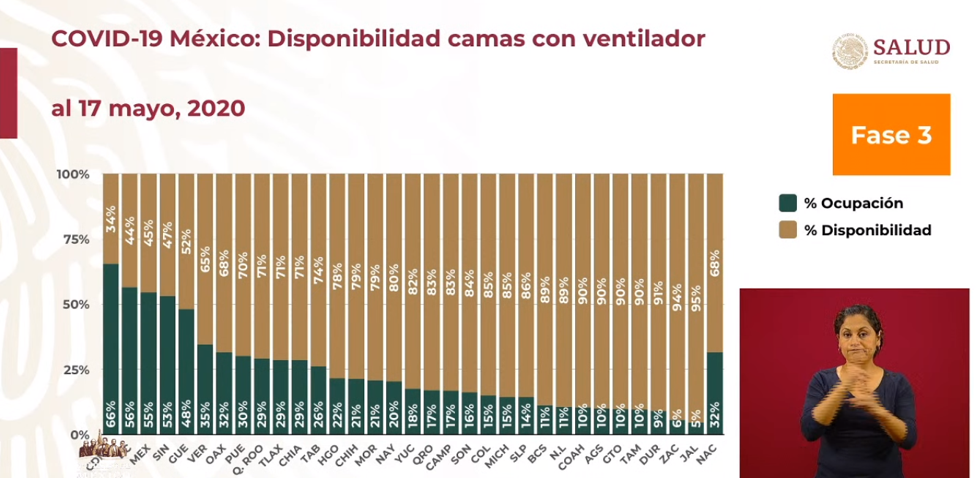 COVID-19 México: Disponibilidad camas con ventilador
al 17 mayo, 2020
SALUD
SECRETARÍA DE SALUD
Fase 3
% Ocupación
% Disponibilidad
100%
75%
50%
25%
0%
34% 44% 45% 47% 52% 65% 68% 70% 71% 71% 71% 74% 78% 79% 79% 80% 82% 83% 83% 84% 85% 85% 86% 89% 89% 90% 90% 90% 90% 91% 94% 95% 68%
66% 56% 55% 53% 48% 35% 32% 30% 29% 29% 29% 26% 22% 21% 21% 20% 18% 17% 17% 16% 15% 15% 14% 11% 11% 10% 10% 10% 10% 9% 6% 5% 32%
MEX SIN GUE VER OAX PUE Q. ROO TLAX CHIA TAB HGO CHIH MOR NAY YUC QRO CAMP SON COL MICH SLP BCS N.L COAH AGS GTO TAM DUR ZAC JAL NAC